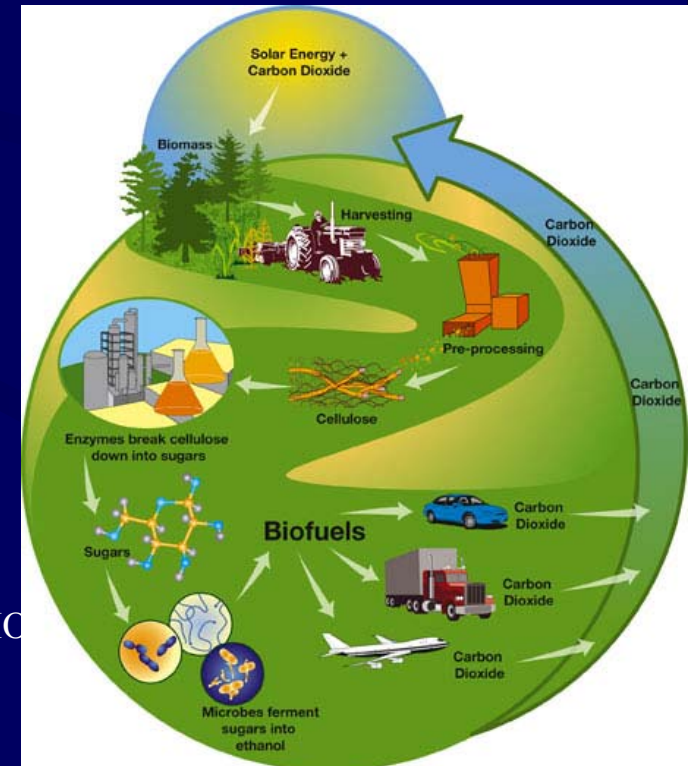 Solar Energy +
Carbon Dioxide
Biomass
Harvesting
Carbon
Dioxide
Pre-processing
Carbon
Dioxide
Cellulose
Enzymes break cellulose
down into sugars
Sugars
Biofuels
Carbon
Dioxide
Carbon
Dioxide
Carbon
Dioxide
Microbes ferment
sugars into
ethanol